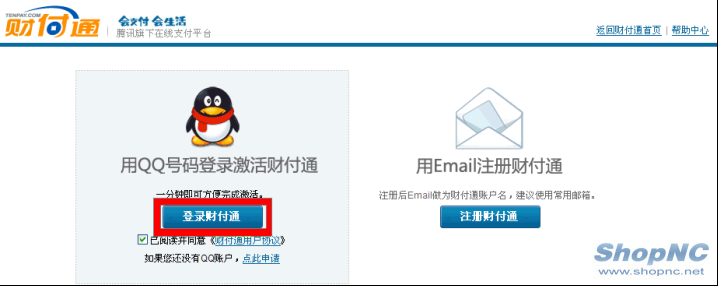 TENPAY.COM
财付通
会支付 会生活
腾讯旗下在线支付平台
返回财付通首页 | 帮助中心
用QQ号码登录激活财付通
一分钟即可方便完成激活。
登录财付通
已阅读并同意《财付通用户协议》
如果您还没有QQ账户，点此申请
用Email注册财付通
注册后Email做为财付通账户名，建议使用常用邮箱。
注册财付通
ShopNC
www.shopnc.net